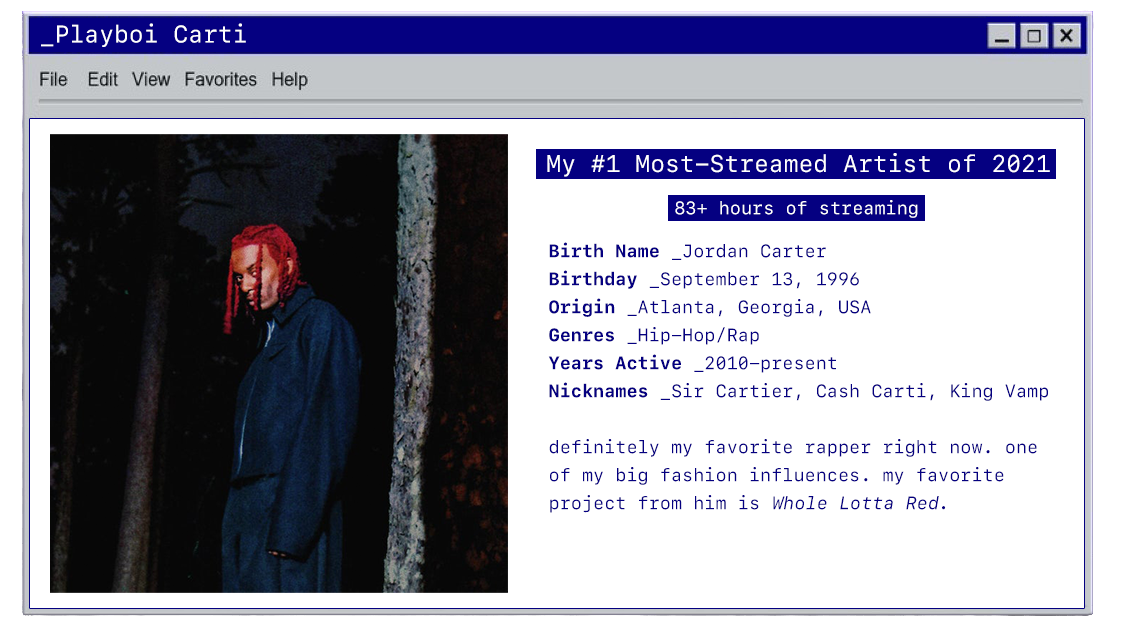 _Playboi Carti
File Edit View Favorites Help
My #1 Most-Streamed Artist of 2021
83+ hours of streaming
Birth Name _Jordan Carter
Birthday _September 13, 1996
Origin _Atlanta, Georgia, USA
Genres _Hip-Hop/Rap
Years Active _2010-present
Nicknames _Sir Cartier, Cash Carti, King Vamp
definitely my favorite rapper right now. one
of my big fashion influences. my favorite
project from him is Whole Lotta Red.